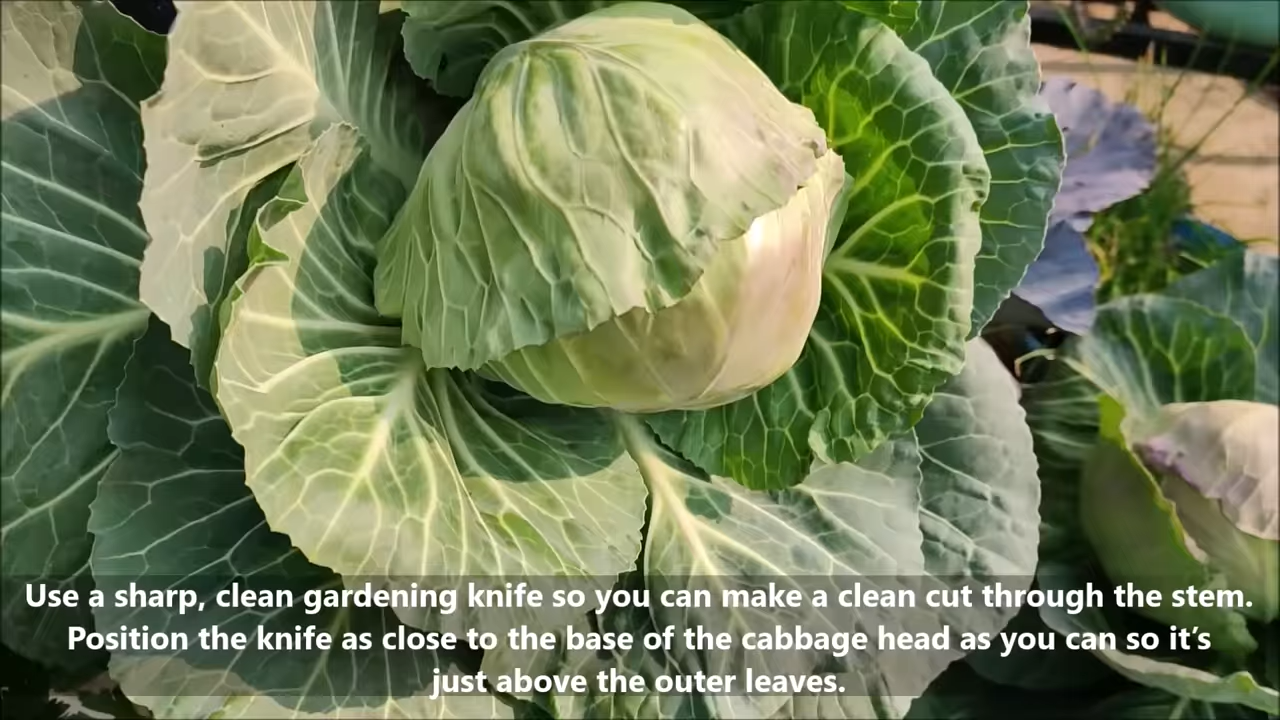 Use a sharp, clean gardening knife so you can make a clean cut through the stem.
Position the knife as close to the base of the cabbage head as you can so it’s
just above the outer leaves.